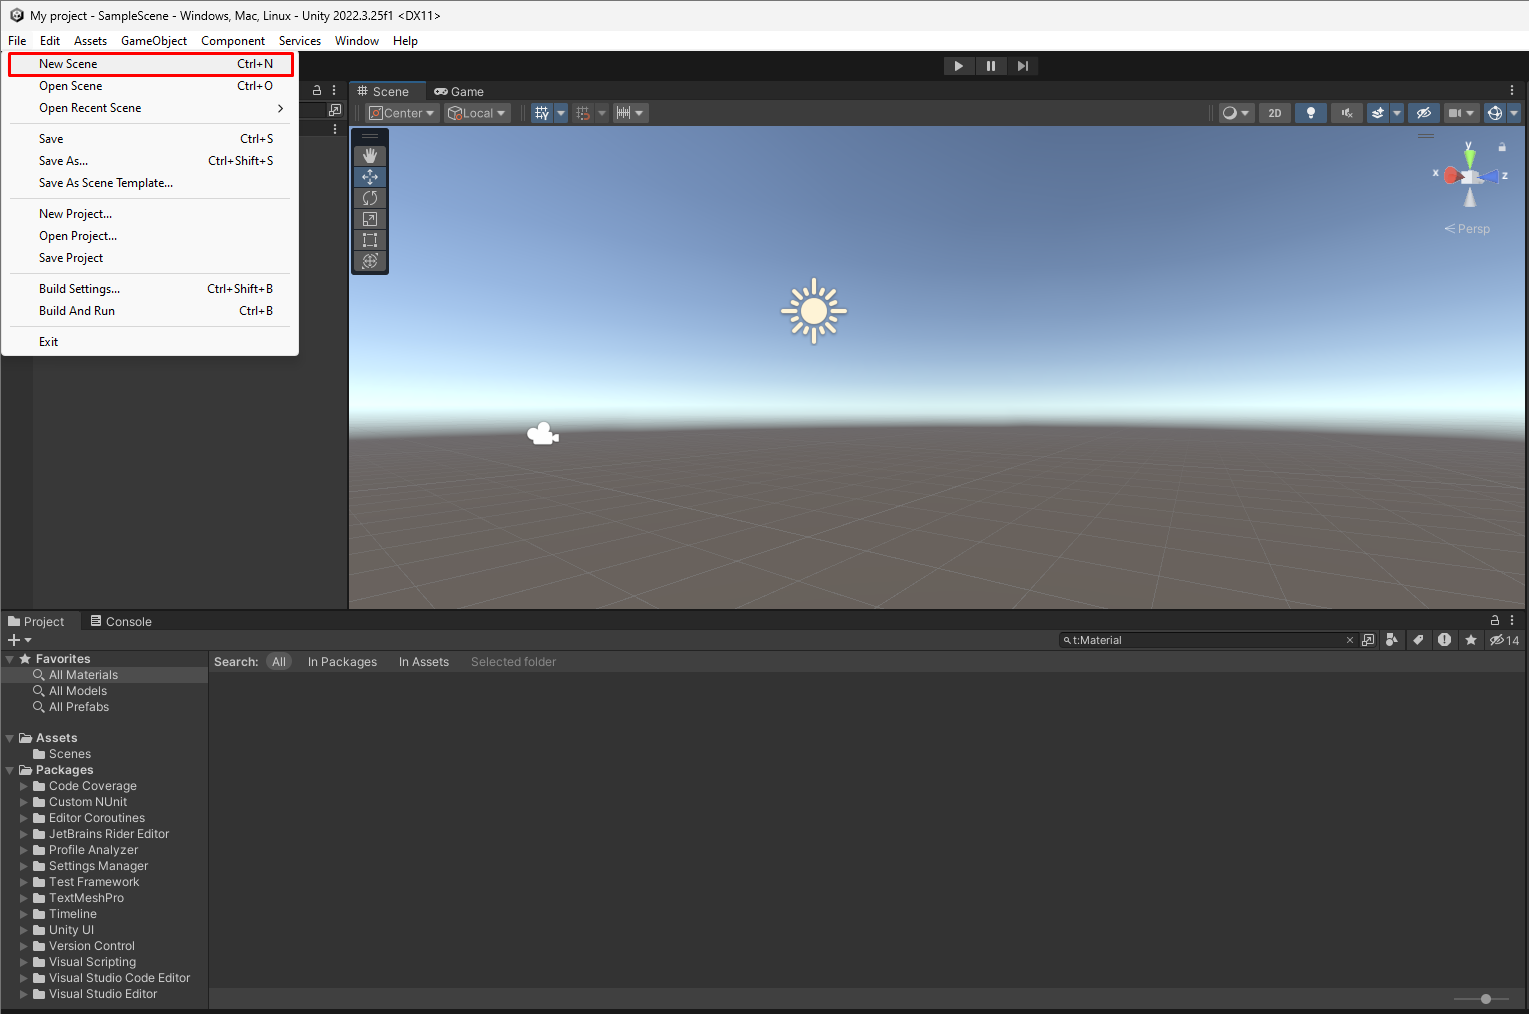 My project - SampleScene - Windows, Mac, Linux - Unity 2022.3.25f1 <DX11>
File Edit Assets GameObject Component Services Window Help
New Scene Ctrl+N
Open Scene Ctrl+O
Open Recent Scene
Save Ctrl+S
Save As... Ctrl+Shift+S
Save As Scene Template...
New Project...
Open Project...
Save Project
Build Settings... Ctrl+Shift+B
Build And Run Ctrl+B
Exit
Scene Game
Center Local 2D
y
x z
Persp
Project Console
t:Material 14
Favorites
All Materials
All Models
All Prefabs
Assets
Scenes
Packages
Code Coverage
Custom NUnit
Editor Coroutines
JetBrains Rider Editor
Profile Analyzer
Settings Manager
Test Framework
TextMeshPro
Timeline
Unity UI
Version Control
Visual Scripting
Visual Studio Code Editor
Visual Studio Editor
Search: All In Packages In Assets Selected folder